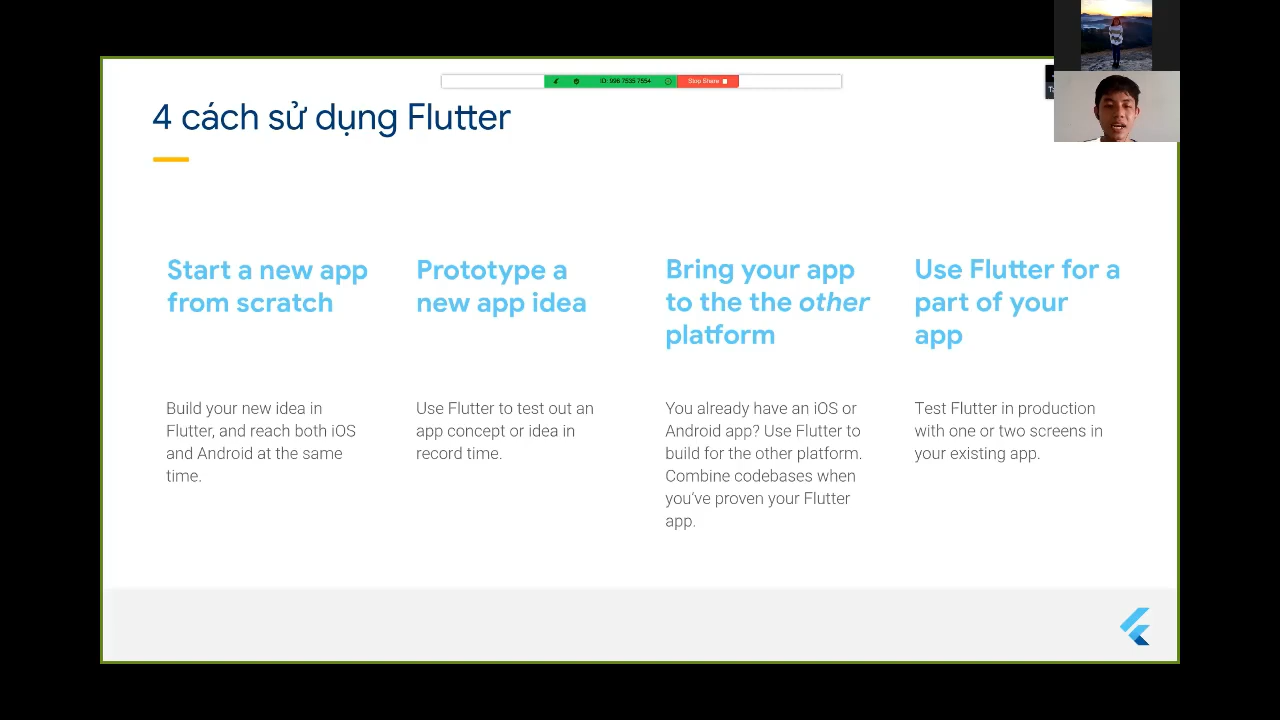 ID: 996 7535 7554
Stop Share
4 cách sử dụng Flutter
Start a new app
from scratch
Build your new idea in
Flutter, and reach both iOS
and Android at the same
time.
Prototype a
new app idea
Use Flutter to test out an
app concept or idea in
record time.
Bring your app
to the the other
platform
You already have an iOS or
Android app? Use Flutter to
build for the other platform.
Combine codebases when
you've proven your Flutter
app.
Use Flutter for a
part of your
app
Test Flutter in production
with one or two screens in
your existing app.